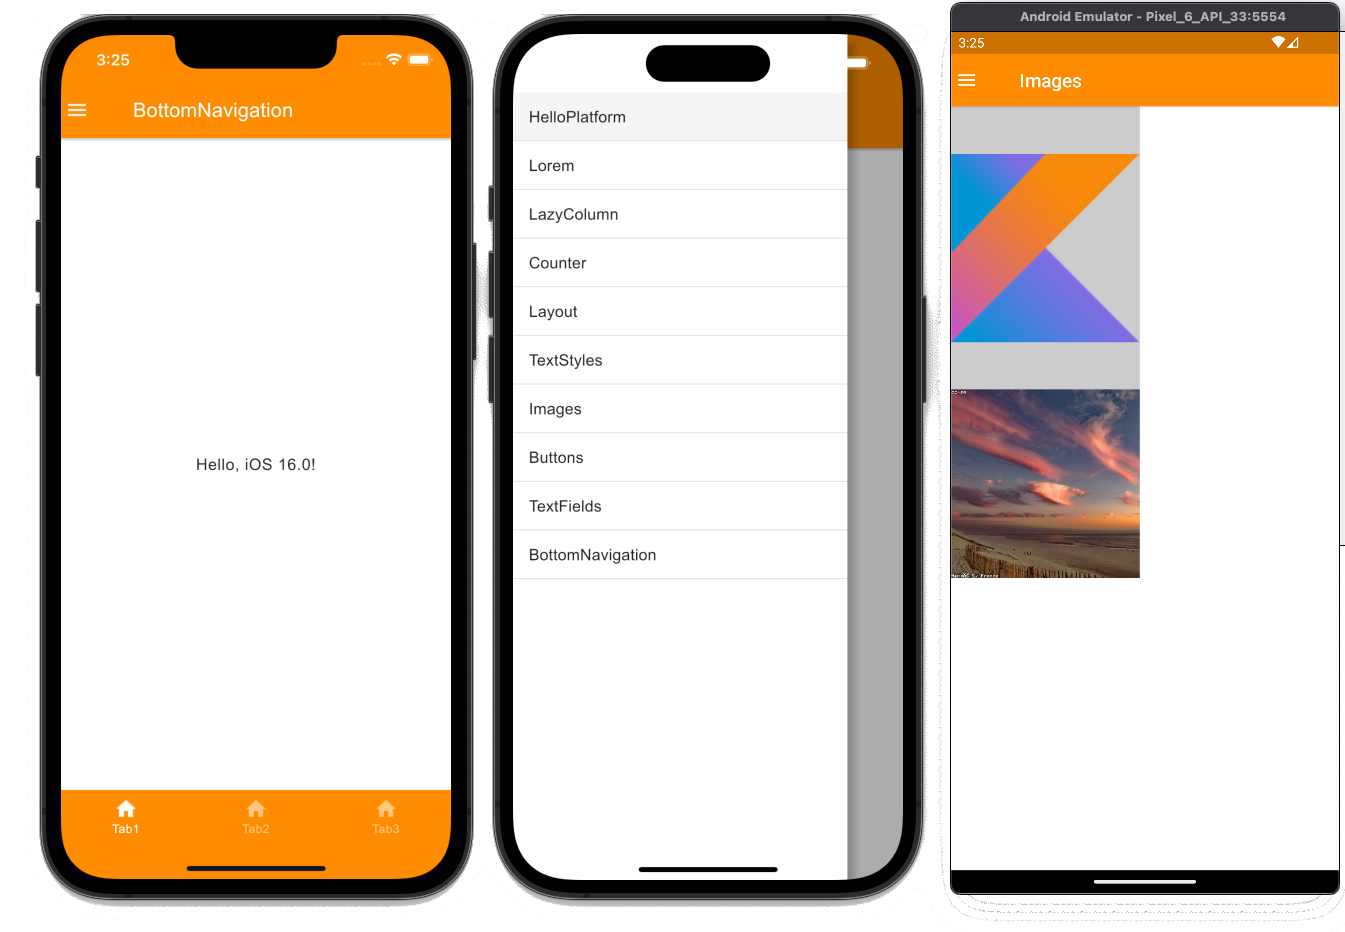 3:25
BottomNavigation
Hello, iOS 16.0!
Tab1
Tab2
Tab3
HelloPlatform
Lorem
LazyColumn
Counter
Layout
TextStyles
Images
Buttons
TextFields
BottomNavigation
Android Emulator - Pixel_6_API_33:5554
3:25
Images